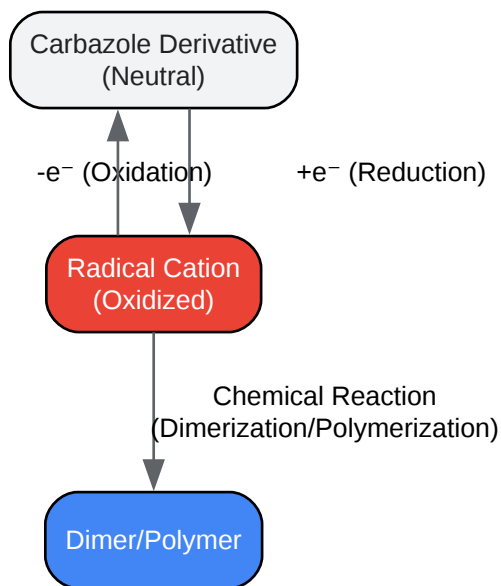 Carbazole Derivative
(Neutral)
-e⁻ (Oxidation)
+e⁻ (Reduction)
Radical Cation
(Oxidized)
Chemical Reaction
(Dimerization/Polymerization)
Dimer/Polymer